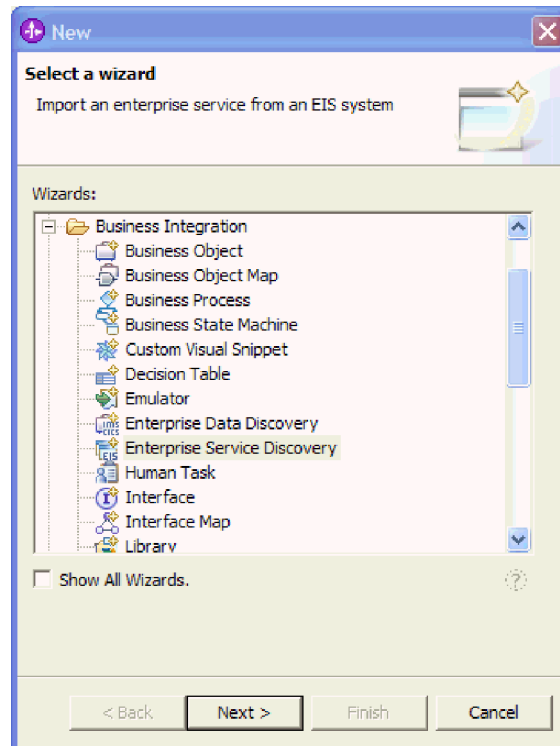 New
Select a wizard
Import an enterprise service from an EIS system
Wizards:
Business Integration
Business Object
Business Object Map
Business Process
Business State Machine
Custom Visual Snippet
Decision Table
Emulator
Enterprise Data Discovery
Enterprise Service Discovery
Human Task
Interface
Interface Map
Library
Show All Wizards.
< Back Next > Finish Cancel